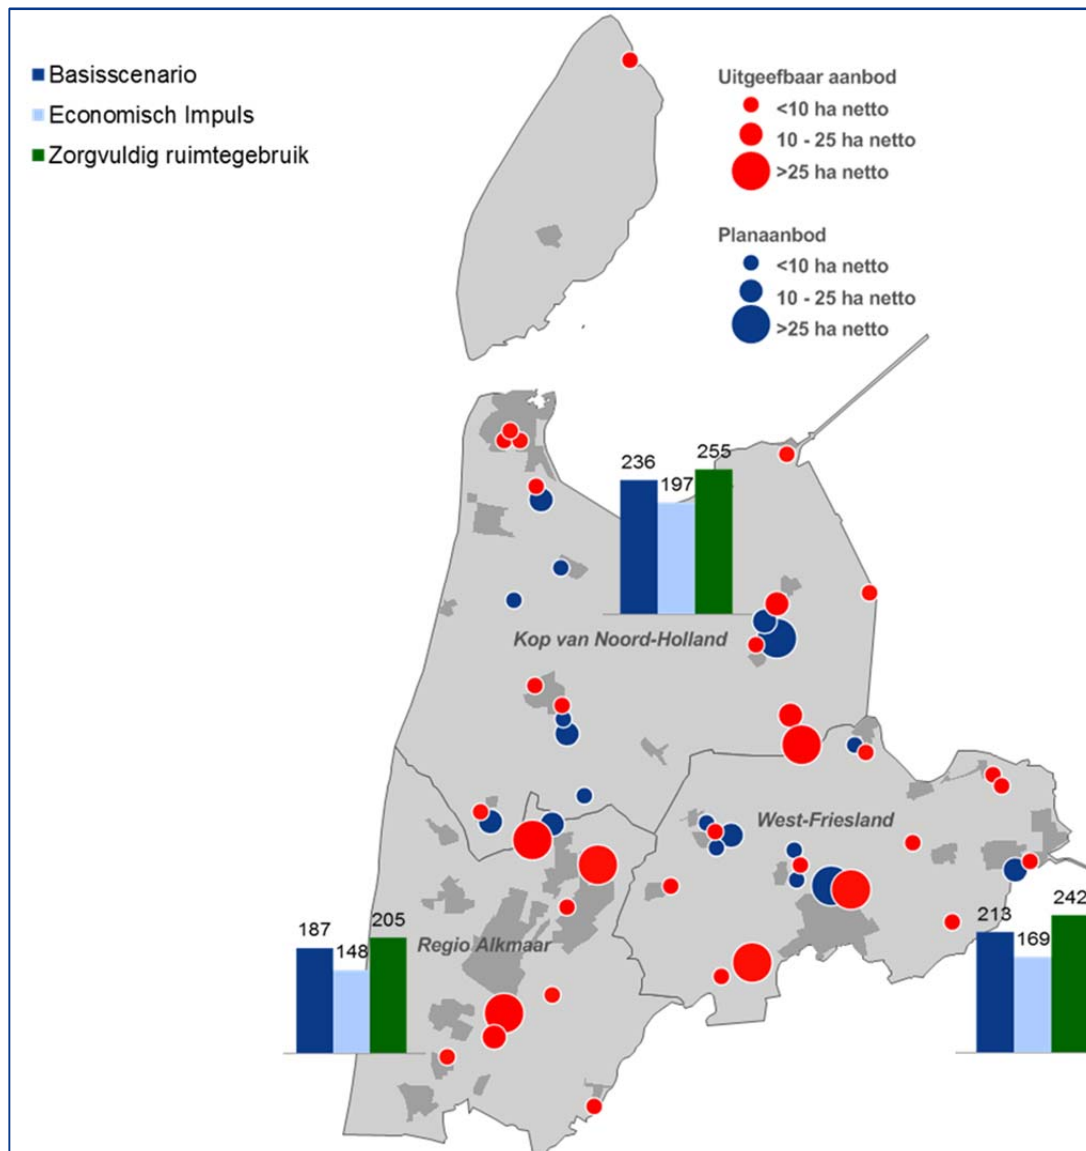 Basisscenario
Economisch Impuls
Zorgvuldig ruimtegebruik
Uitgeefbaar aanbod
<10 ha netto
10 - 25 ha netto
>25 ha netto
Planaanbod
<10 ha netto
10 - 25 ha netto
>25 ha netto
236
197
255
Kop van Noord-Holland
West-Friesland
187
148
205
Regio Alkmaar
213
169
242